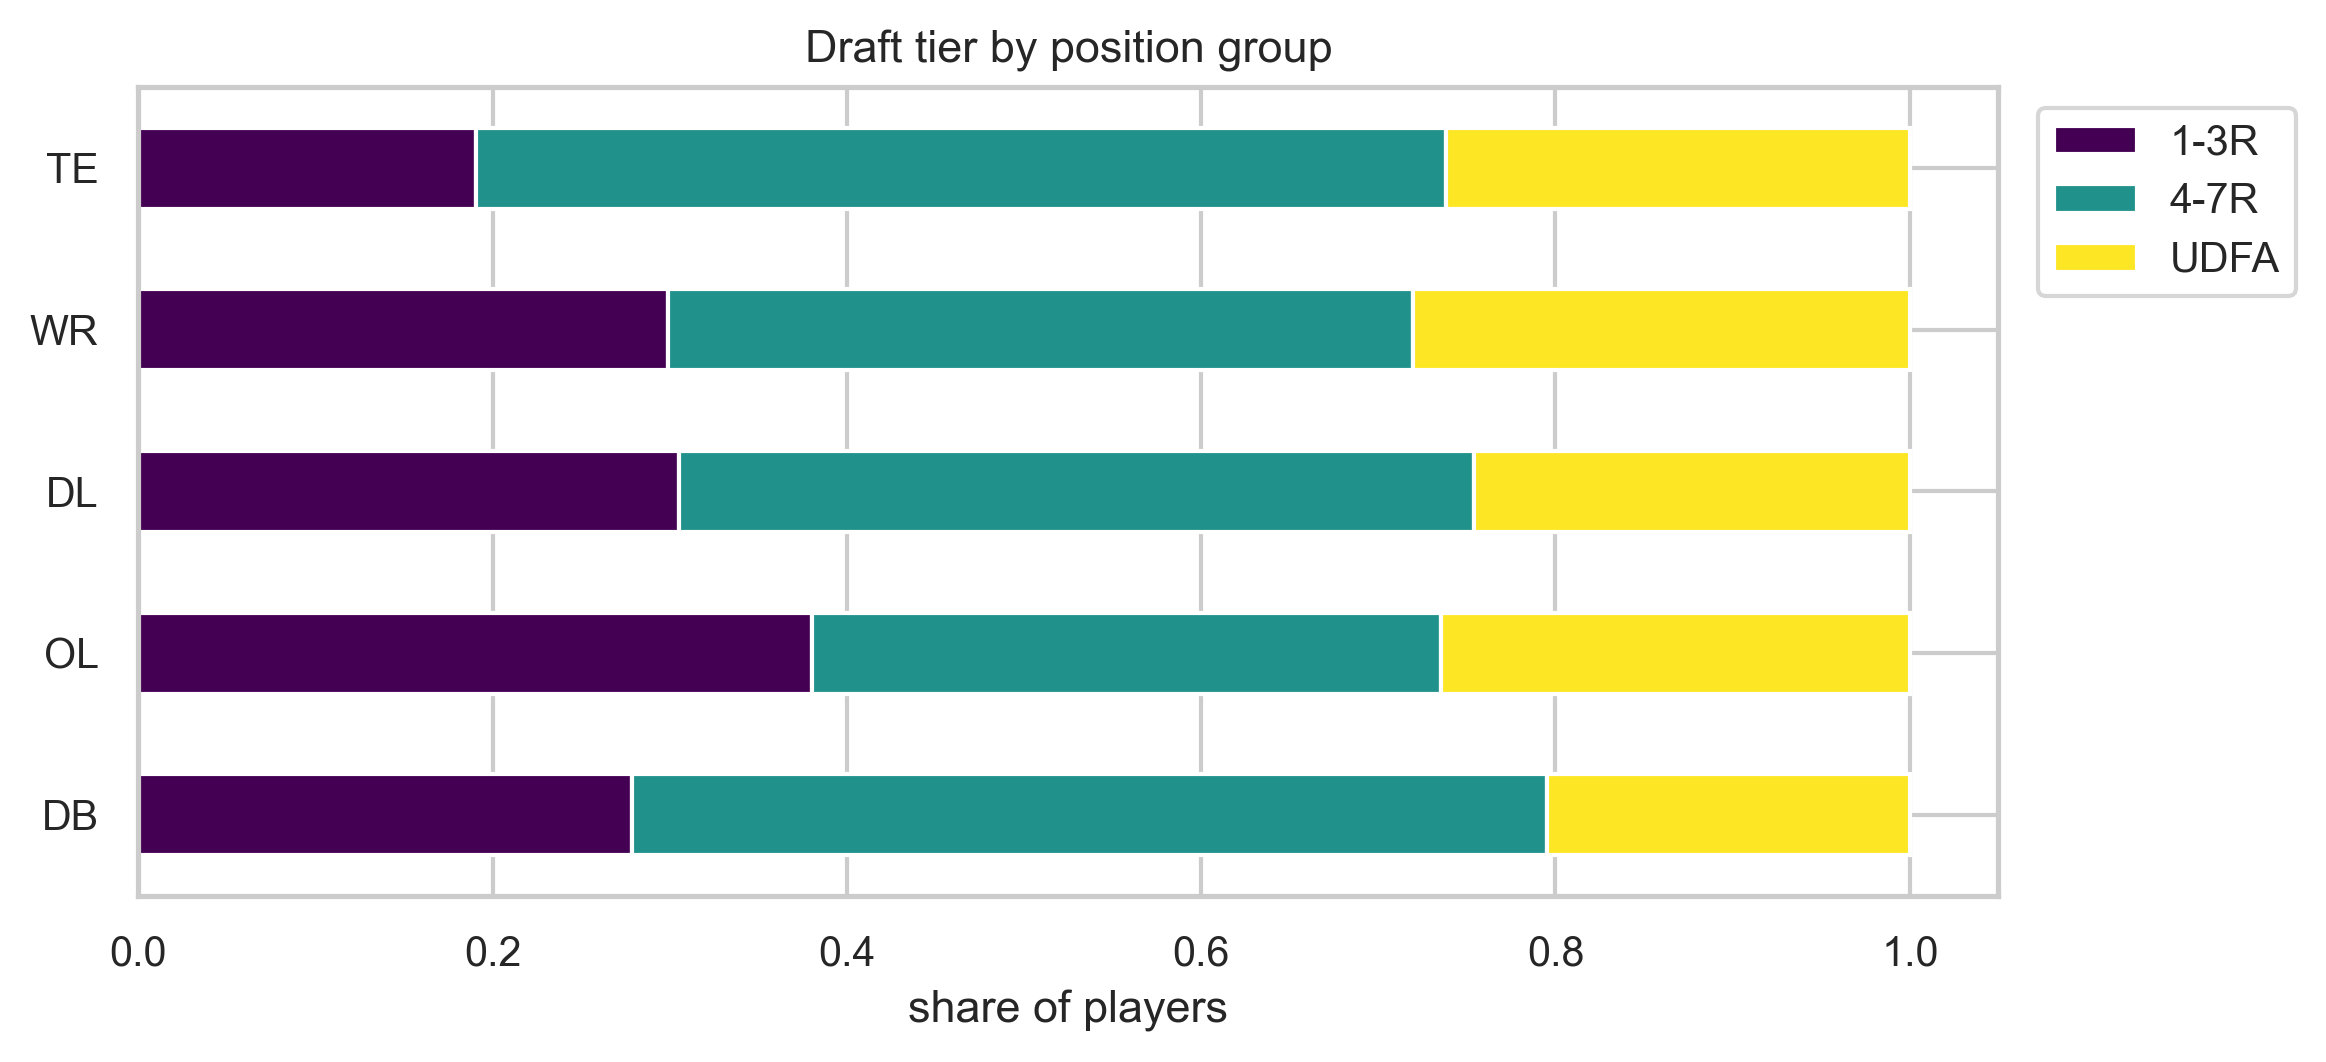 Draft tier by position group
1-3R
4-7R
UDFA
TE
WR
DL
OL
DB
0.0 0.2 0.4 0.6 0.8 1.0
share of players